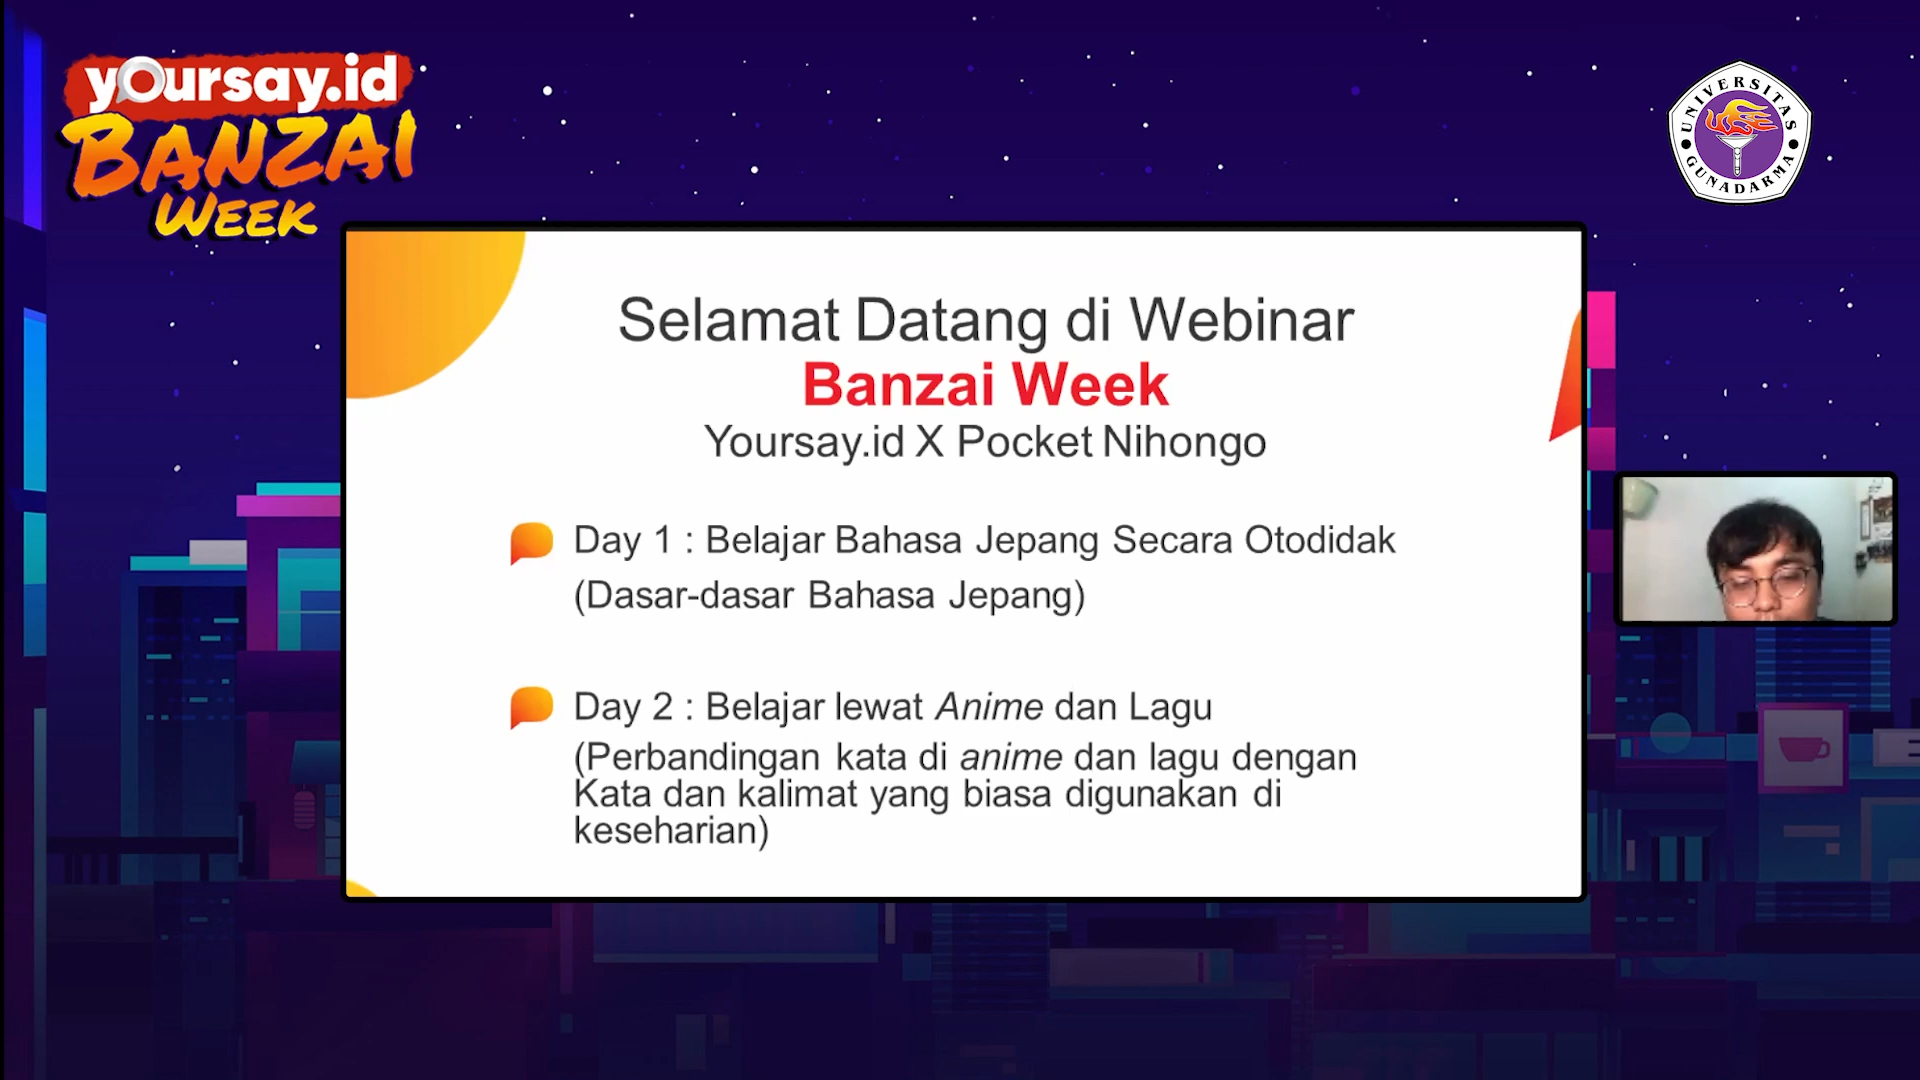 yoursay.id
BANZAI
WEEK
UNIVERSITAS
GUNADARMA
Selamat Datang di Webinar
Banzai Week
Yoursay.id X Pocket Nihongo
Day 1 : Belajar Bahasa Jepang Secara Otodidak
(Dasar-dasar Bahasa Jepang)
Day 2 : Belajar lewat Anime dan Lagu
(Perbandingan kata di anime dan lagu dengan
Kata dan kalimat yang biasa digunakan di
keseharian)